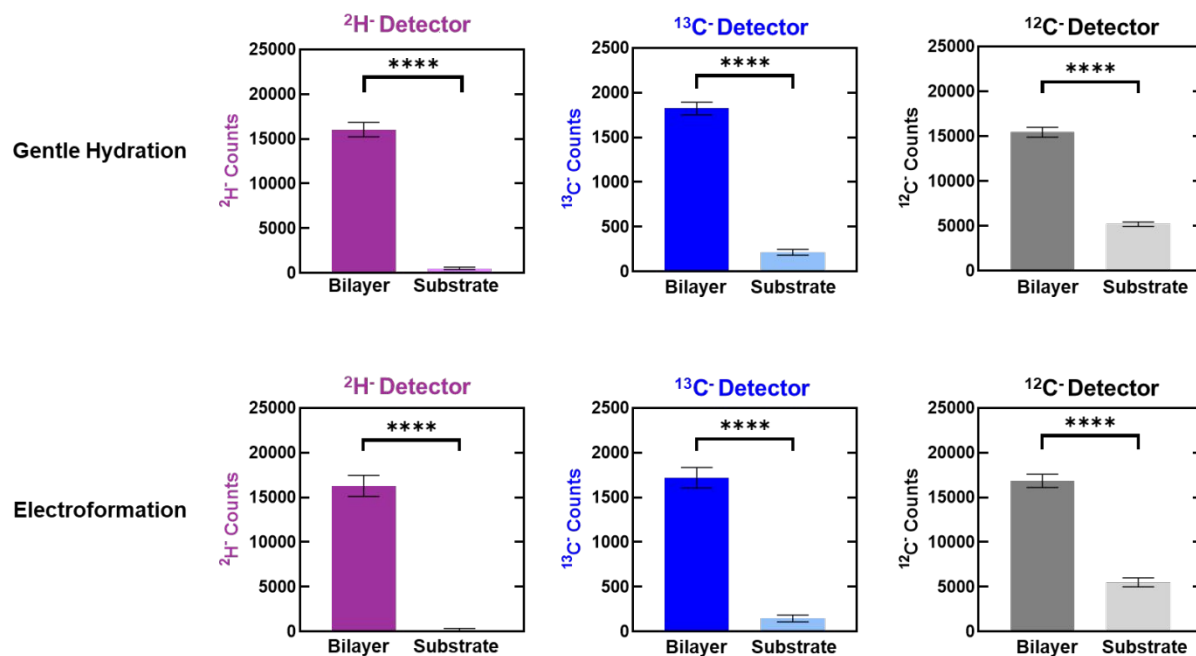 Gentle Hydration
²H⁻ Detector
²H⁻ Counts
25000
20000
15000
10000
5000
0
****
Bilayer Substrate
¹³C⁻ Detector
¹³C⁻ Counts
2500
2000
1500
1000
500
0
****
Bilayer Substrate
¹²C⁻ Detector
¹²C⁻ Counts
25000
20000
15000
10000
5000
0
****
Bilayer Substrate
Electroformation
²H⁻ Detector
²H⁻ Counts
25000
20000
15000
10000
5000
0
****
Bilayer Substrate
¹³C⁻ Detector
¹³C⁻ Counts
2500
2000
1500
1000
500
0
****
Bilayer Substrate
¹²C⁻ Detector
¹²C⁻ Counts
25000
20000
15000
10000
5000
0
****
Bilayer Substrate